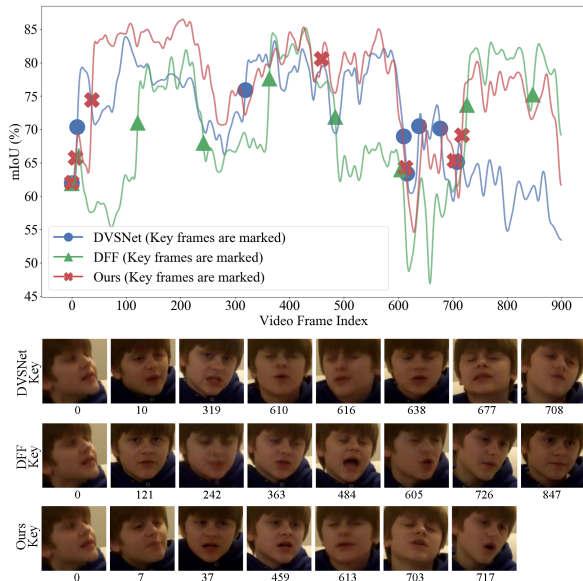 mIoU (%)
85
80
75
70
65
60
55
50
45
DVSNet (Key frames are marked)
DFF (Key frames are marked)
Ours (Key frames are marked)
0 100 200 300 400 500 600 700 800 900
Video Frame Index
DVSNet
Key
0 10 319 610 616 638 677 708
DFF
Key
0 121 242 363 484 605 726 847
Ours
Key
0 7 37 459 613 703 717